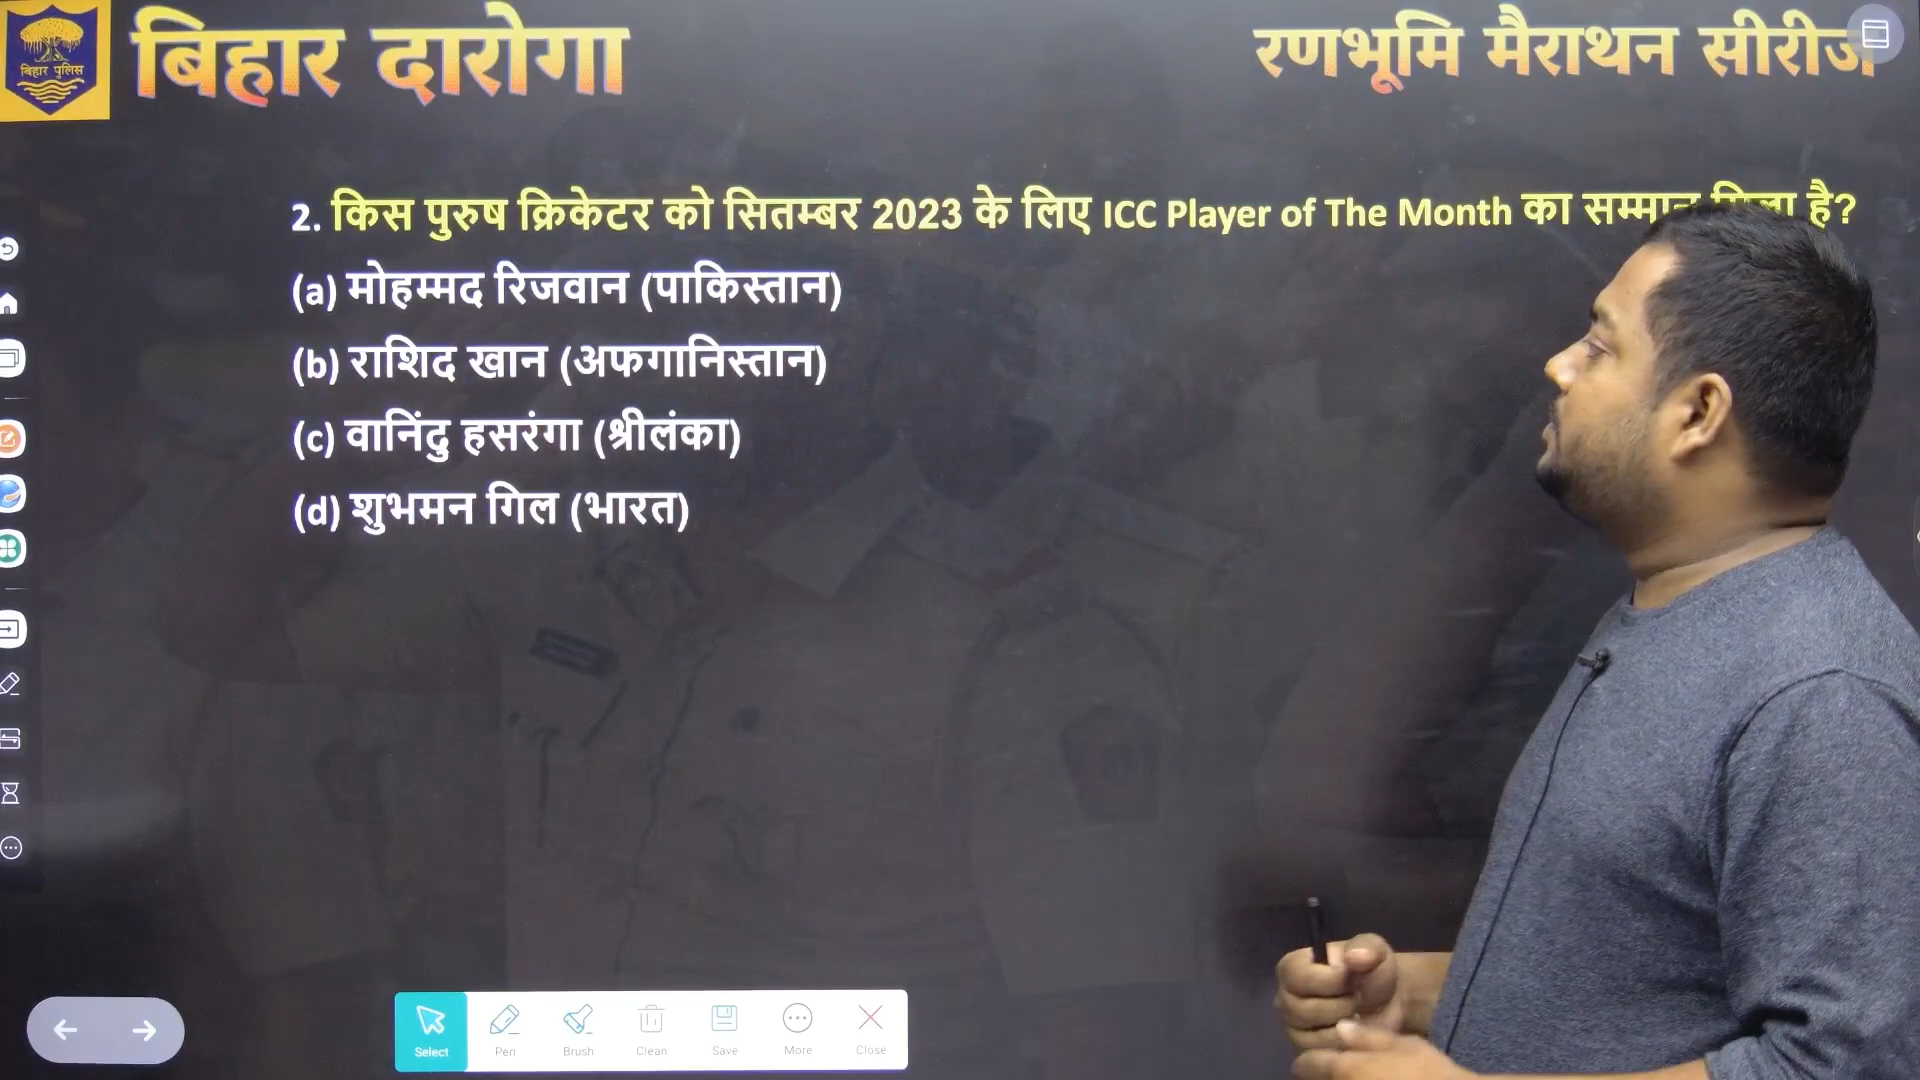 बिहार पुलिस
बिहार दारोगा
रणभूमि मैराथन सीरीज
2. किस पुरुष क्रिकेटर को सितम्बर 2023 के लिए ICC Player of The Month का सम्मान मिला है?
(a) मोहम्मद रिजवान (पाकिस्तान)
(b) राशिद खान (अफगानिस्तान)
(c) वानिंदु हसरंगा (श्रीलंका)
(d) शुभमन गिल (भारत)
Select Pen Brush Clean Save More Close